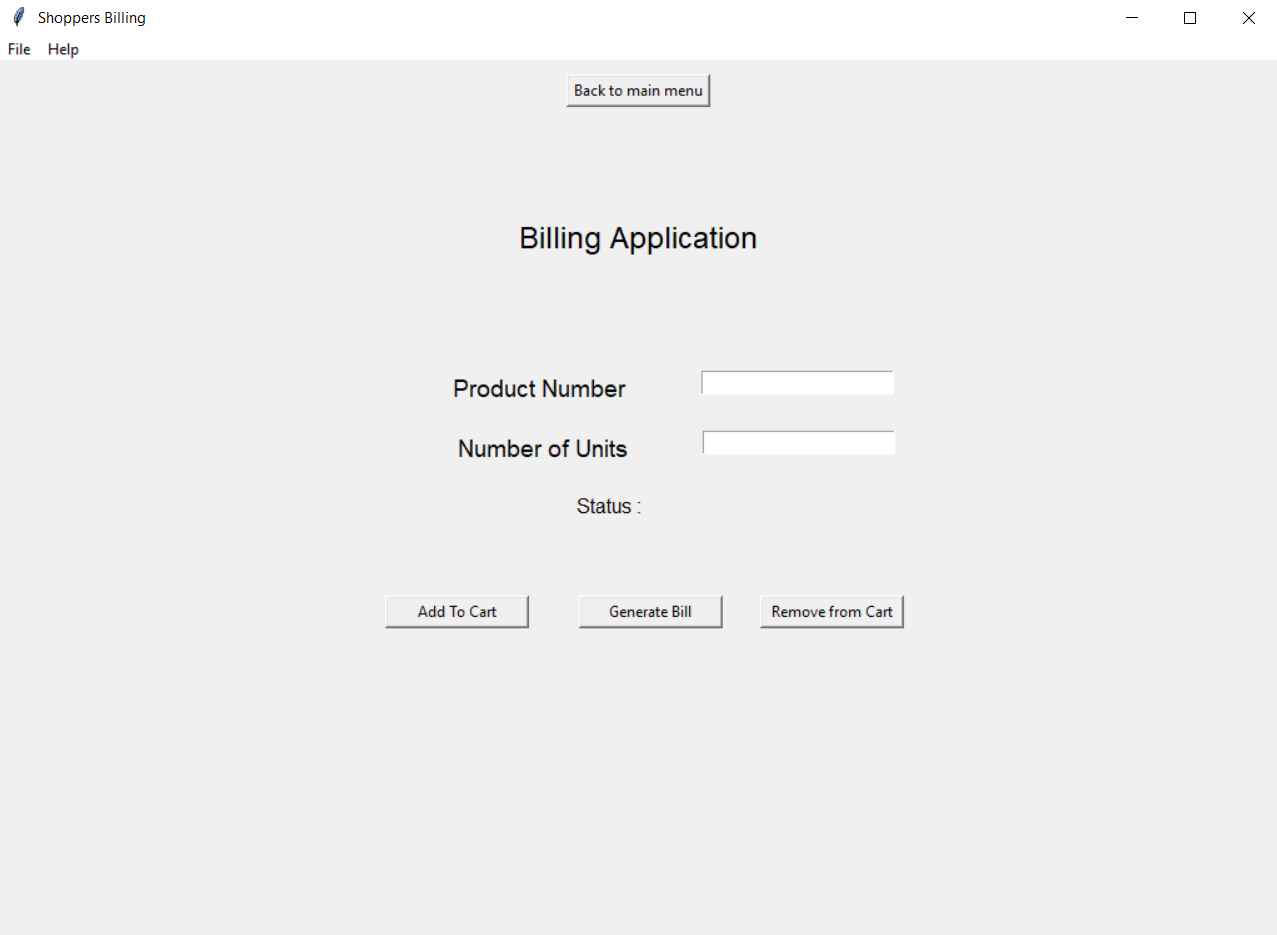 Shoppers Billing
File Help
Back to main menu
Billing Application
Product Number
Number of Units
Status :
Add To Cart Generate Bill Remove from Cart